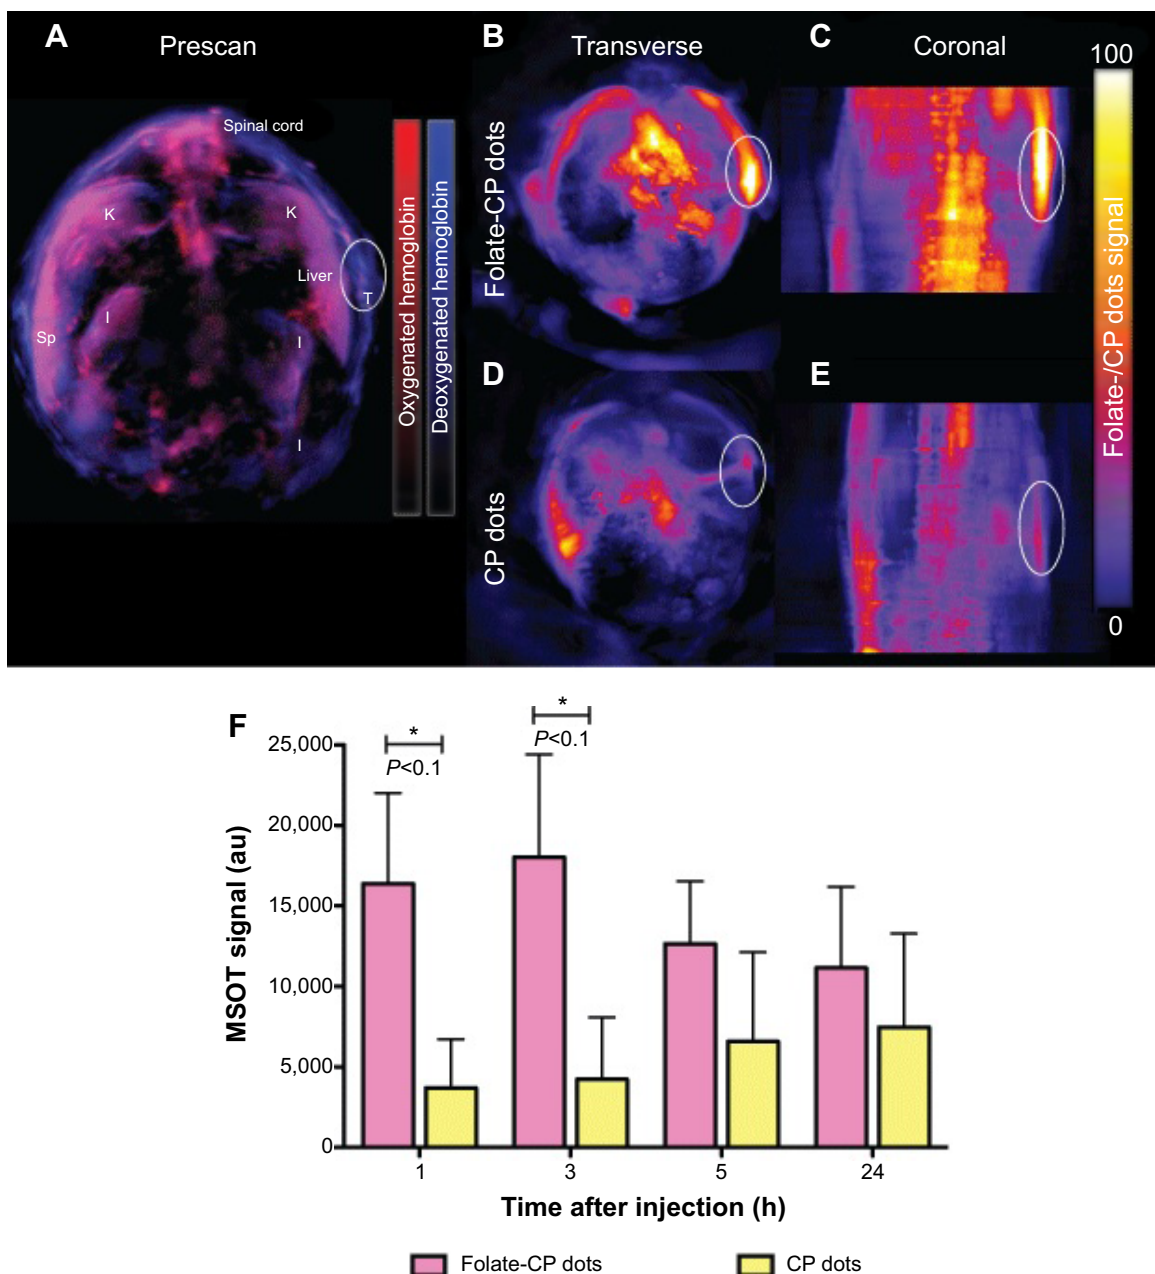 A
Prescan
B
Transverse
C
Coronal
100
Spinal cord
K
K
Liver
T
I
Sp
I
I
Oxygenated hemoglobin
Deoxygenated hemoglobin
Folate-CP dots
D
E
CP dots
Folate-/CP dots signal
0
F
*
P<0.1
*
P<0.1
MSOT signal (au)
25,000
20,000
15,000
10,000
5,000
0
1
3
5
24
Time after injection (h)
Folate-CP dots
CP dots